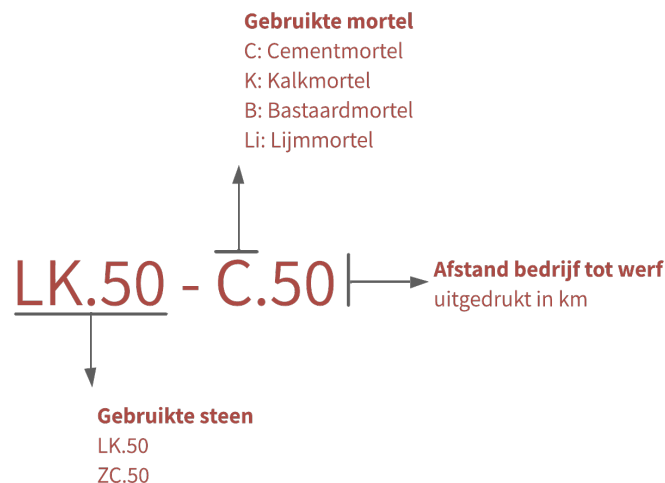 Gebruikte mortel
C: Cementmortel
K: Kalkmortel
B: Bastaardmortel
Li: Lijmmortel
LK.50 - C.50
Afstand bedrijf tot werf
uitgedrukt in km
Gebruikte steen
LK.50
ZC.50